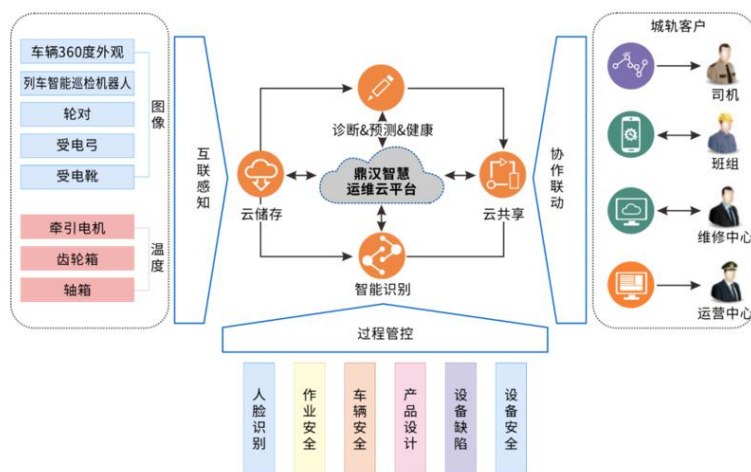 车辆360度外观
列车智能巡检机器人
轮对
受电弓
受电靴
图像
牵引电机
齿轮箱
轴箱
温度
互联感知
诊断&预测&健康
鼎汉智慧
运维云平台
云储存
云共享
智能识别
协作联动
城轨客户
司机
班组
维修中心
运营中心
过程管控
人脸识别
作业安全
车辆安全
产品设计
设备缺陷
设备安全